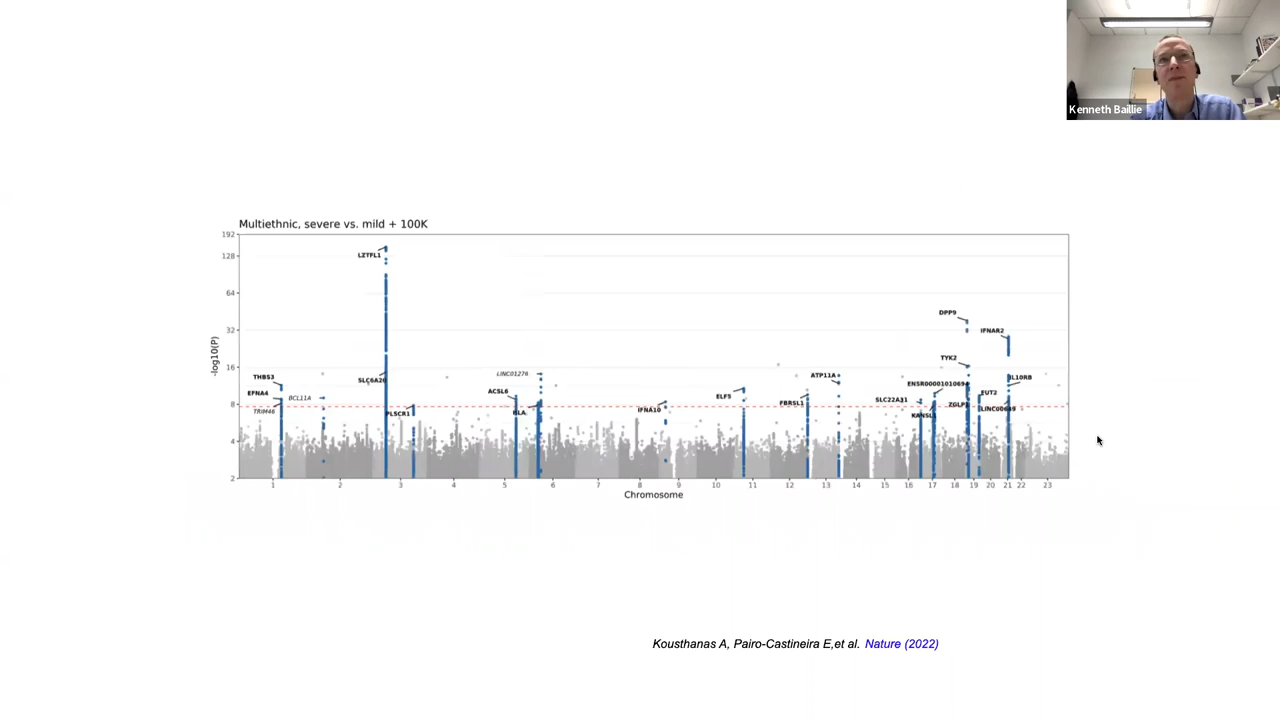 Kenneth Baillie
Multiethnic, severe vs. mild + 100K
192
128
64
32
16
8
4
2
-log10(P)
LZTFL1
DPP9
IFNAR2
TYK2
THBS3
SLC6A20
LINC01276
ATP11A
IL10RB
ENSR00001010694
EFNA4
BCL11A
ACSL6
ELF5
FUT2
TRIM46
PLSCR1
HLA
IFNA10
FBRSL1
SLC22A31
ZGLP1
LINC00649
KANSL1
1 2 3 4 5 6 7 8 9 10 11 12 13 14 15 16 17 18 19 20 21 22 23
Chromosome
Kousthanas A, Pairo-Castineira E,et al. Nature (2022)